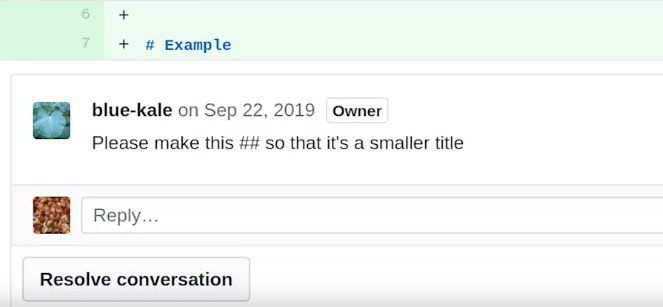 6 +
7 + # Example
blue-kale on Sep 22, 2019 Owner
Please make this ## so that it's a smaller title
Reply…
Resolve conversation